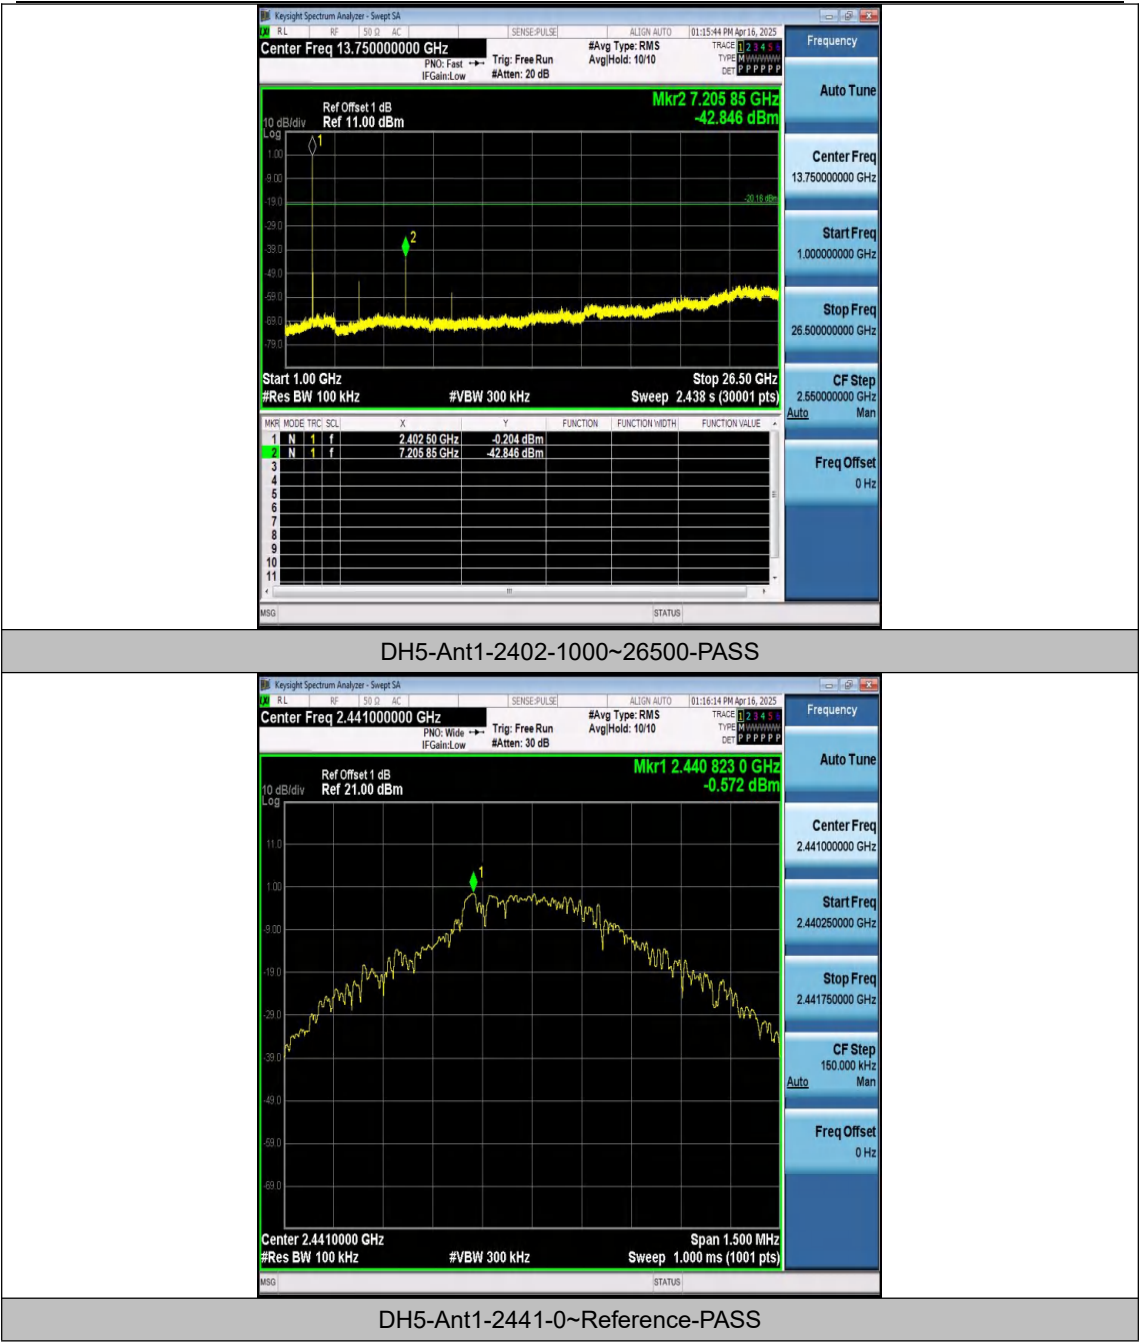 Keysight Spectrum Analyzer - Swept SA
RL RF 50 Ω AC SENSE:PULSE ALIGN AUTO 01:15:44 PM Apr 16, 2025
Center Freq 13.750000000 GHz
PNO: Fast
IFGain:Low
Trig: Free Run
#Atten: 20 dB
#Avg Type: RMS
Avg|Hold: 10/10
TRACE 1 2 3 4 5 6
TYPE M WWWWW
DET P P P P P P
Mkr2 7.205 85 GHz
-42.846 dBm
Ref Offset 1 dB
10 dB/div Ref 11.00 dBm
Log
1
1.00
-9.00
-19.0
-20.16 dBm
-29.0
2
-39.0
-49.0
-59.0
-69.0
-79.0
Start 1.00 GHz Stop 26.50 GHz
#Res BW 100 kHz #VBW 300 kHz Sweep 2.438 s (30001 pts)
MKR MODE TRC SCL X Y FUNCTION FUNCTION WIDTH FUNCTION VALUE
1 N 1 f 2.402 50 GHz -0.204 dBm
2 N 1 f 7.205 85 GHz -42.846 dBm
3
4
5
6
7
8
9
10
11
MSG STATUS
Frequency
Auto Tune
Center Freq
13.750000000 GHz
Start Freq
1.000000000 GHz
Stop Freq
26.500000000 GHz
CF Step
2.550000000 GHz
Auto Man
Freq Offset
0 Hz
DH5-Ant1-2402-1000~26500-PASS
Keysight Spectrum Analyzer - Swept SA
RL RF 50 Ω AC SENSE:PULSE ALIGN AUTO 01:16:14 PM Apr 16, 2025
Center Freq 2.441000000 GHz
PNO: Wide
IFGain:Low
Trig: Free Run
#Atten: 30 dB
#Avg Type: RMS
Avg|Hold: 10/10
TRACE 1 2 3 4 5 6
TYPE M WWWWW
DET P P P P P P
Mkr1 2.440 823 0 GHz
-0.572 dBm
Ref Offset 1 dB
10 dB/div Ref 21.00 dBm
Log
11.0
1
1.00
-9.00
-19.0
-29.0
-39.0
-49.0
-59.0
-69.0
Center 2.4410000 GHz Span 1.500 MHz
#Res BW 100 kHz #VBW 300 kHz Sweep 1.000 ms (1001 pts)
MSG STATUS
Frequency
Auto Tune
Center Freq
2.441000000 GHz
Start Freq
2.440250000 GHz
Stop Freq
2.441750000 GHz
CF Step
150.000 kHz
Auto Man
Freq Offset
0 Hz
DH5-Ant1-2441-0~Reference-PASS